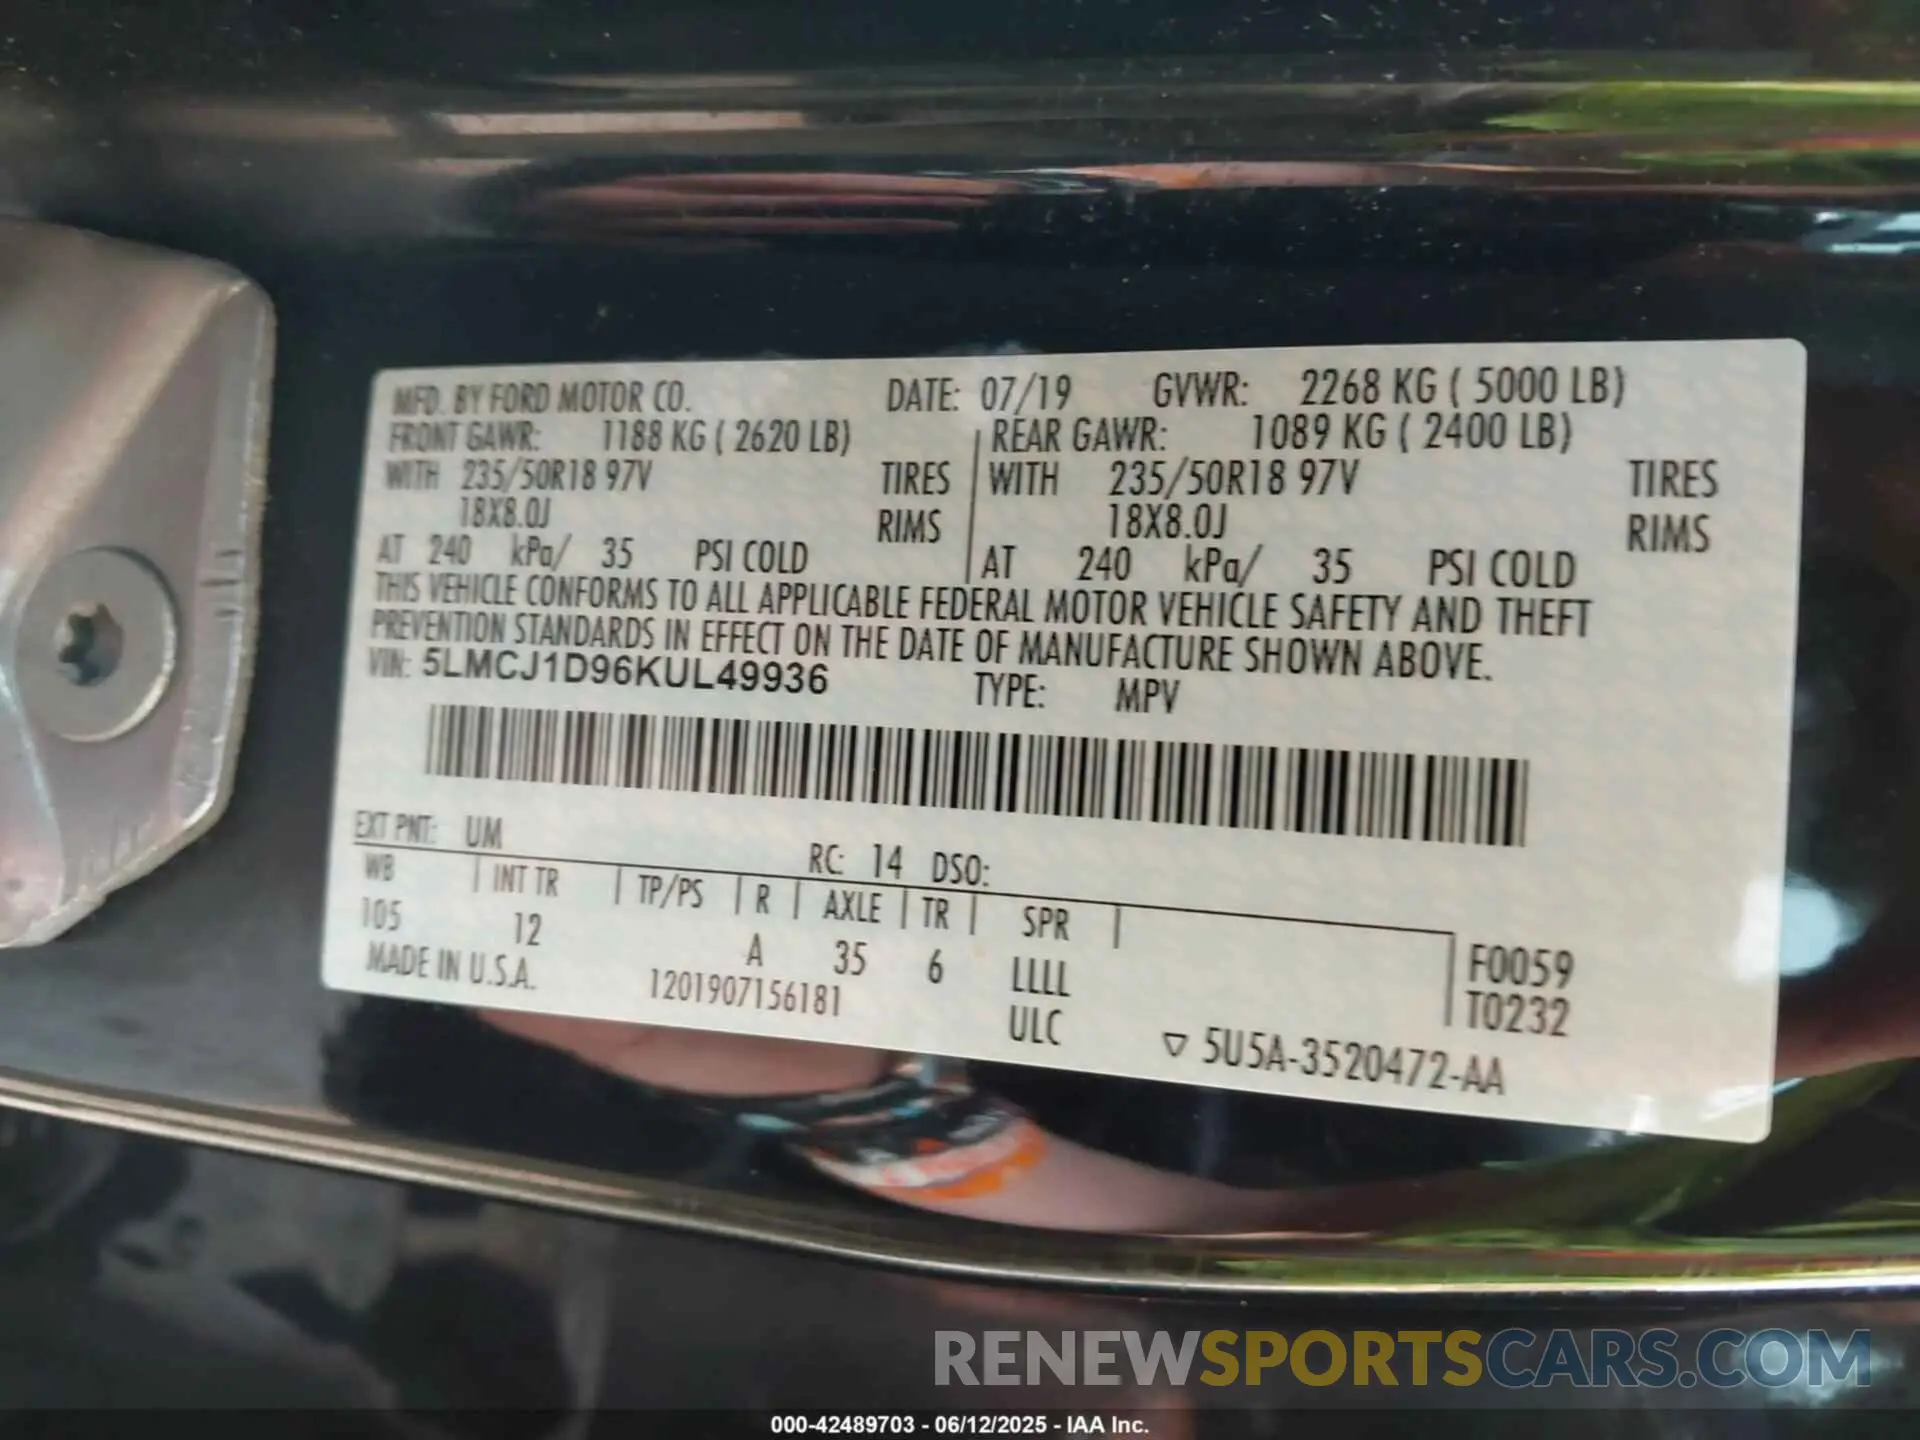 MFD. BY FORD MOTOR CO. DATE: 07/19 GVWR: 2268 KG ( 5000 LB)
FRONT GAWR: 1188 KG ( 2620 LB) REAR GAWR: 1089 KG ( 2400 LB)
WITH 235/50R18 97V TIRES WITH 235/50R18 97V TIRES
18X8.0J RIMS 18X8.0J RIMS
AT 240 kPa/ 35 PSI COLD AT 240 kPa/ 35 PSI COLD
THIS VEHICLE CONFORMS TO ALL APPLICABLE FEDERAL MOTOR VEHICLE SAFETY AND THEFT
PREVENTION STANDARDS IN EFFECT ON THE DATE OF MANUFACTURE SHOWN ABOVE.
VIN: 5LMCJ1D96KUL49936 TYPE: MPV
EXT PNT: UM RC: 14 DSO:
WB INT TR TP/PS R AXLE TR SPR
105 12 A 35 6 LLLL F0059
MADE IN U.S.A. 1201907156181 ULC T0232
▽ 5U5A-3520472-AA
RENEWSPORTSCARS.COM
000-42489703 - 06/12/2025 - IAA Inc.